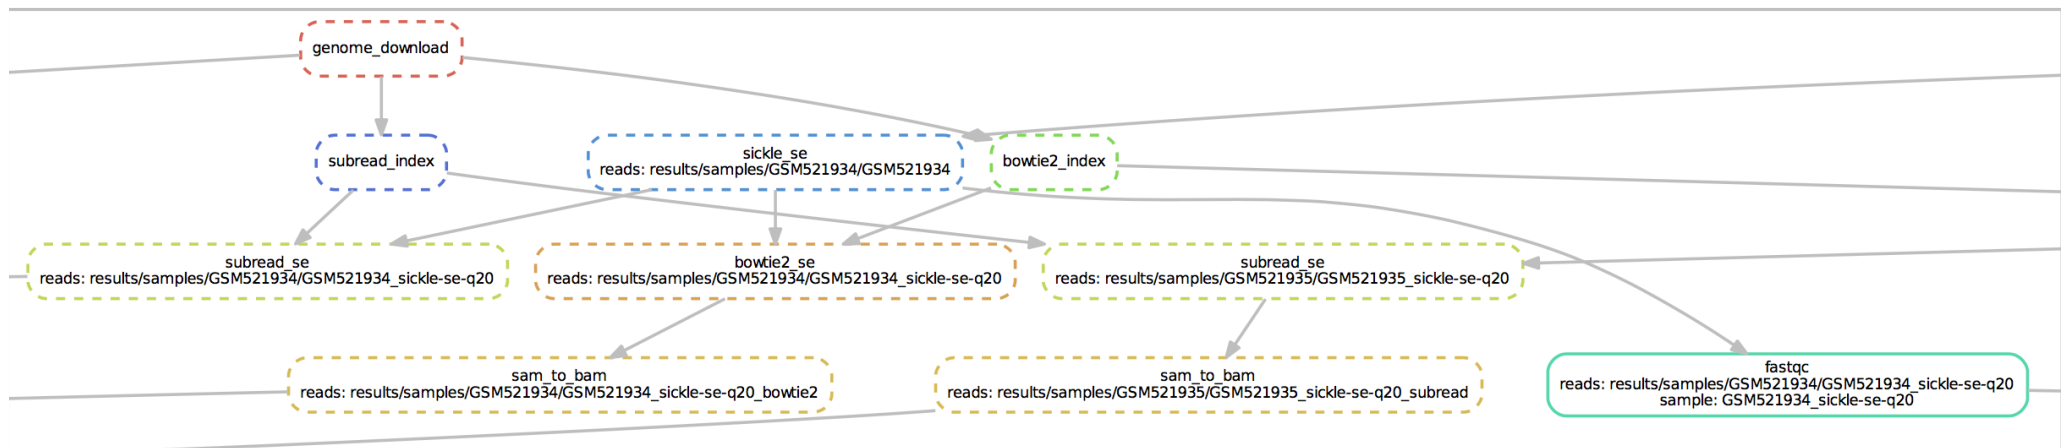 genome_download
subread_index
sickle_se
reads: results/samples/GSM521934/GSM521934
bowtie2_index
subread_se
reads: results/samples/GSM521934/GSM521934_sickle-se-q20
bowtie2_se
reads: results/samples/GSM521934/GSM521934_sickle-se-q20
subread_se
reads: results/samples/GSM521935/GSM521935_sickle-se-q20
sam_to_bam
reads: results/samples/GSM521934/GSM521934_sickle-se-q20_bowtie2
sam_to_bam
reads: results/samples/GSM521935/GSM521935_sickle-se-q20_subread
fastqc
reads: results/samples/GSM521934/GSM521934_sickle-se-q20
sample: GSM521934_sickle-se-q20